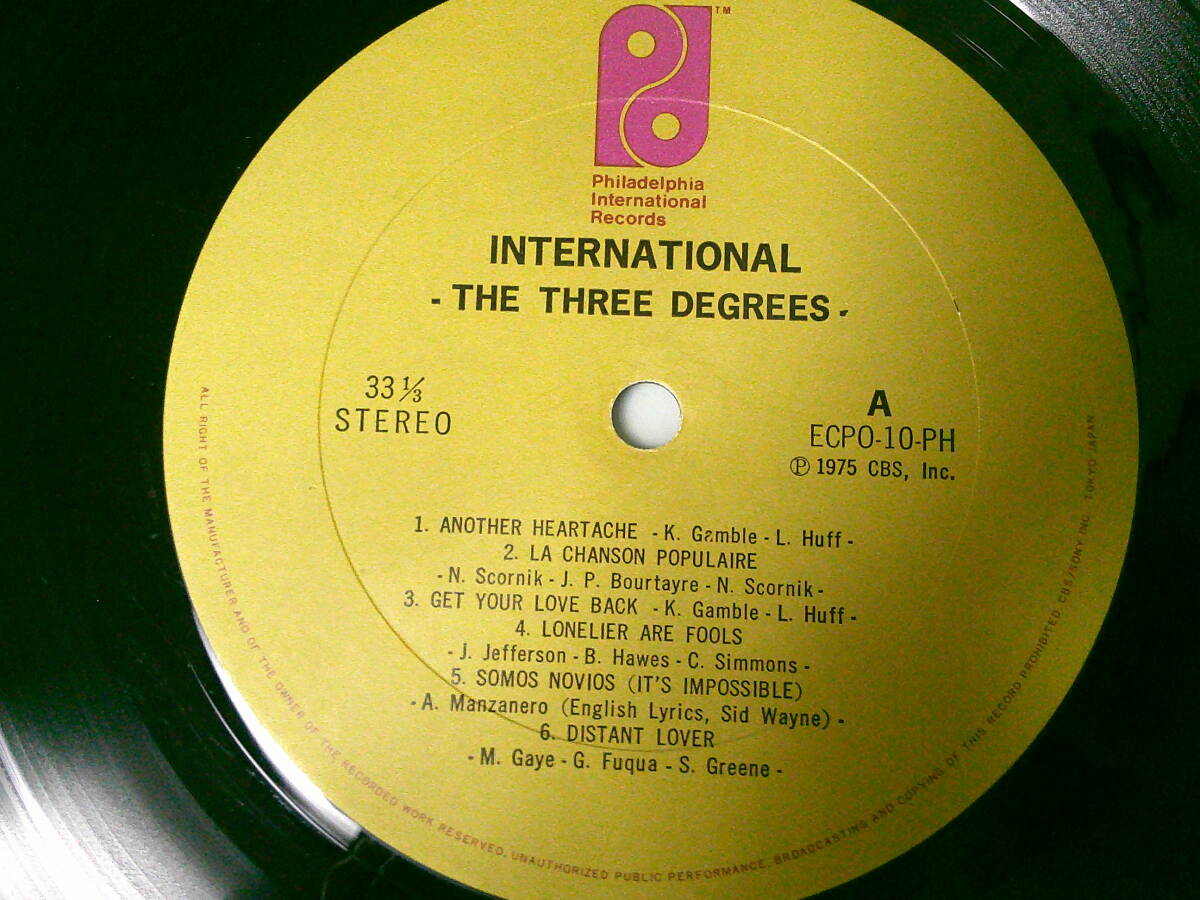 TM
Philadelphia
International
Records
INTERNATIONAL
- THE THREE DEGREES -
33 1/3
STEREO
A
ECPO-10-PH
Ⓟ 1975 CBS, Inc.
1. ANOTHER HEARTACHE - K. Gamble - L. Huff -
2. LA CHANSON POPULAIRE
- N. Scornik - J. P. Bourtayre - N. Scornik -
3. GET YOUR LOVE BACK - K. Gamble - L. Huff -
4. LONELIER ARE FOOLS
- J. Jefferson - B. Hawes - C. Simmons -
5. SOMOS NOVIOS (IT'S IMPOSSIBLE)
- A. Manzanero (English Lyrics, Sid Wayne) -
6. DISTANT LOVER
- M. Gaye - G. Fuqua - S. Greene -
ALL RIGHT OF THE MANUFACTURER AND OF THE OWNER OF THE RECORDED WORK RESERVED. UNAUTHORIZED PUBLIC PERFORMANCE, BROADCASTING AND COPYING OF THIS RECORD PROHIBITED CBS/SONY INC. TOKYO JAPAN